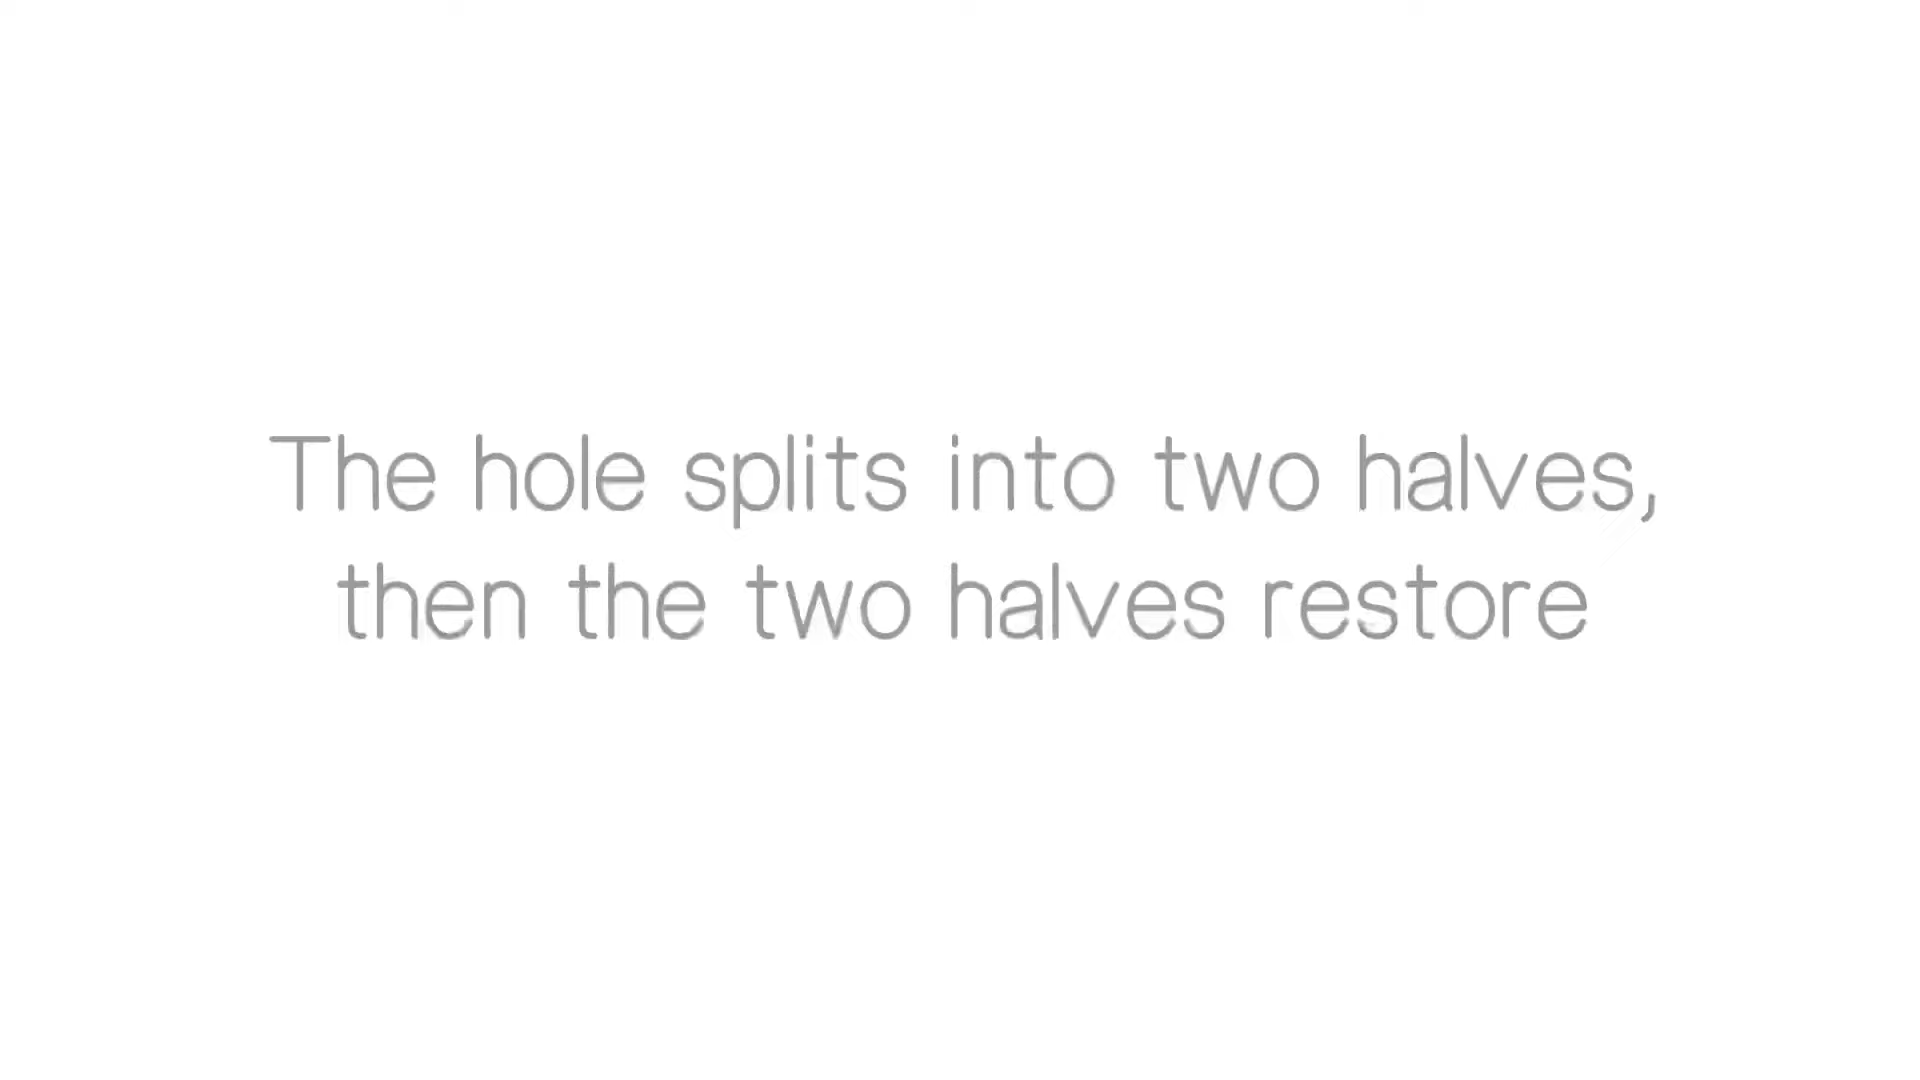 The hole splits into two halves,
then the two halves restore